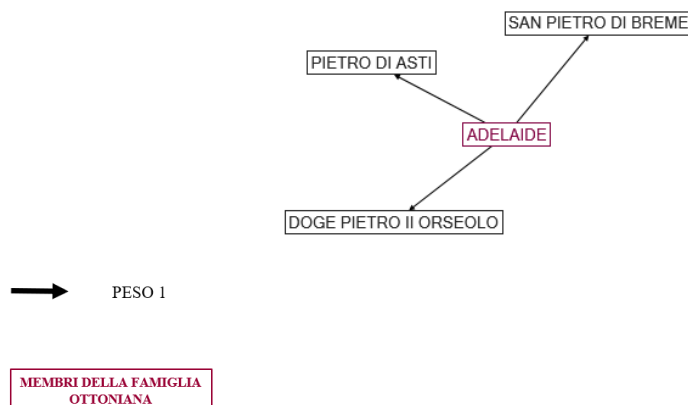 SAN PIETRO DI BREME
PIETRO DI ASTI
ADELAIDE
DOGE PIETRO II ORSEOLO
PESO 1
MEMBRI DELLA FAMIGLIA
OTTONIANA